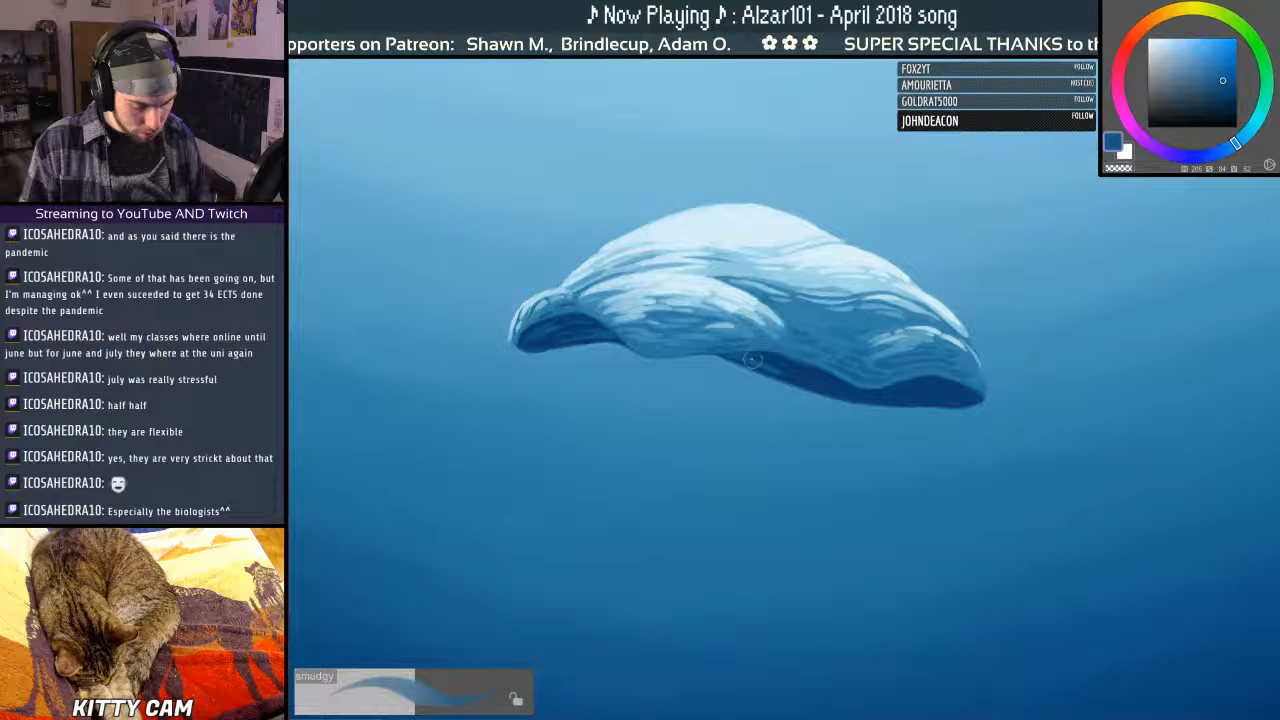 ♪ Now Playing ♪ : Alzar101 - April 2018 song
pporters on Patreon: Shawn M., Brindlecup, Adam O. ✿ ✿ ✿ SUPER SPECIAL THANKS to th
FOX2YT FOLLOW
AMOURIETTA HOST (16)
GOLDRAT5000 FOLLOW
JOHNDEACON FOLLOW
Streaming to YouTube AND Twitch
ICOSAHEDRA10: and as you said there is the
pandemic
ICOSAHEDRA10: Some of that has been going on, but
I'm managing ok^^ I even suceeded to get 34 ECTS done
despite the pandemic
ICOSAHEDRA10: well my classes where online until
june but for june and july they where at the uni again
ICOSAHEDRA10: july was really stressful
ICOSAHEDRA10: half half
ICOSAHEDRA10: they are flexible
ICOSAHEDRA10: yes, they are very strickt about that
ICOSAHEDRA10:
ICOSAHEDRA10: Especially the biologists^^
KITTY CAM
smudgy